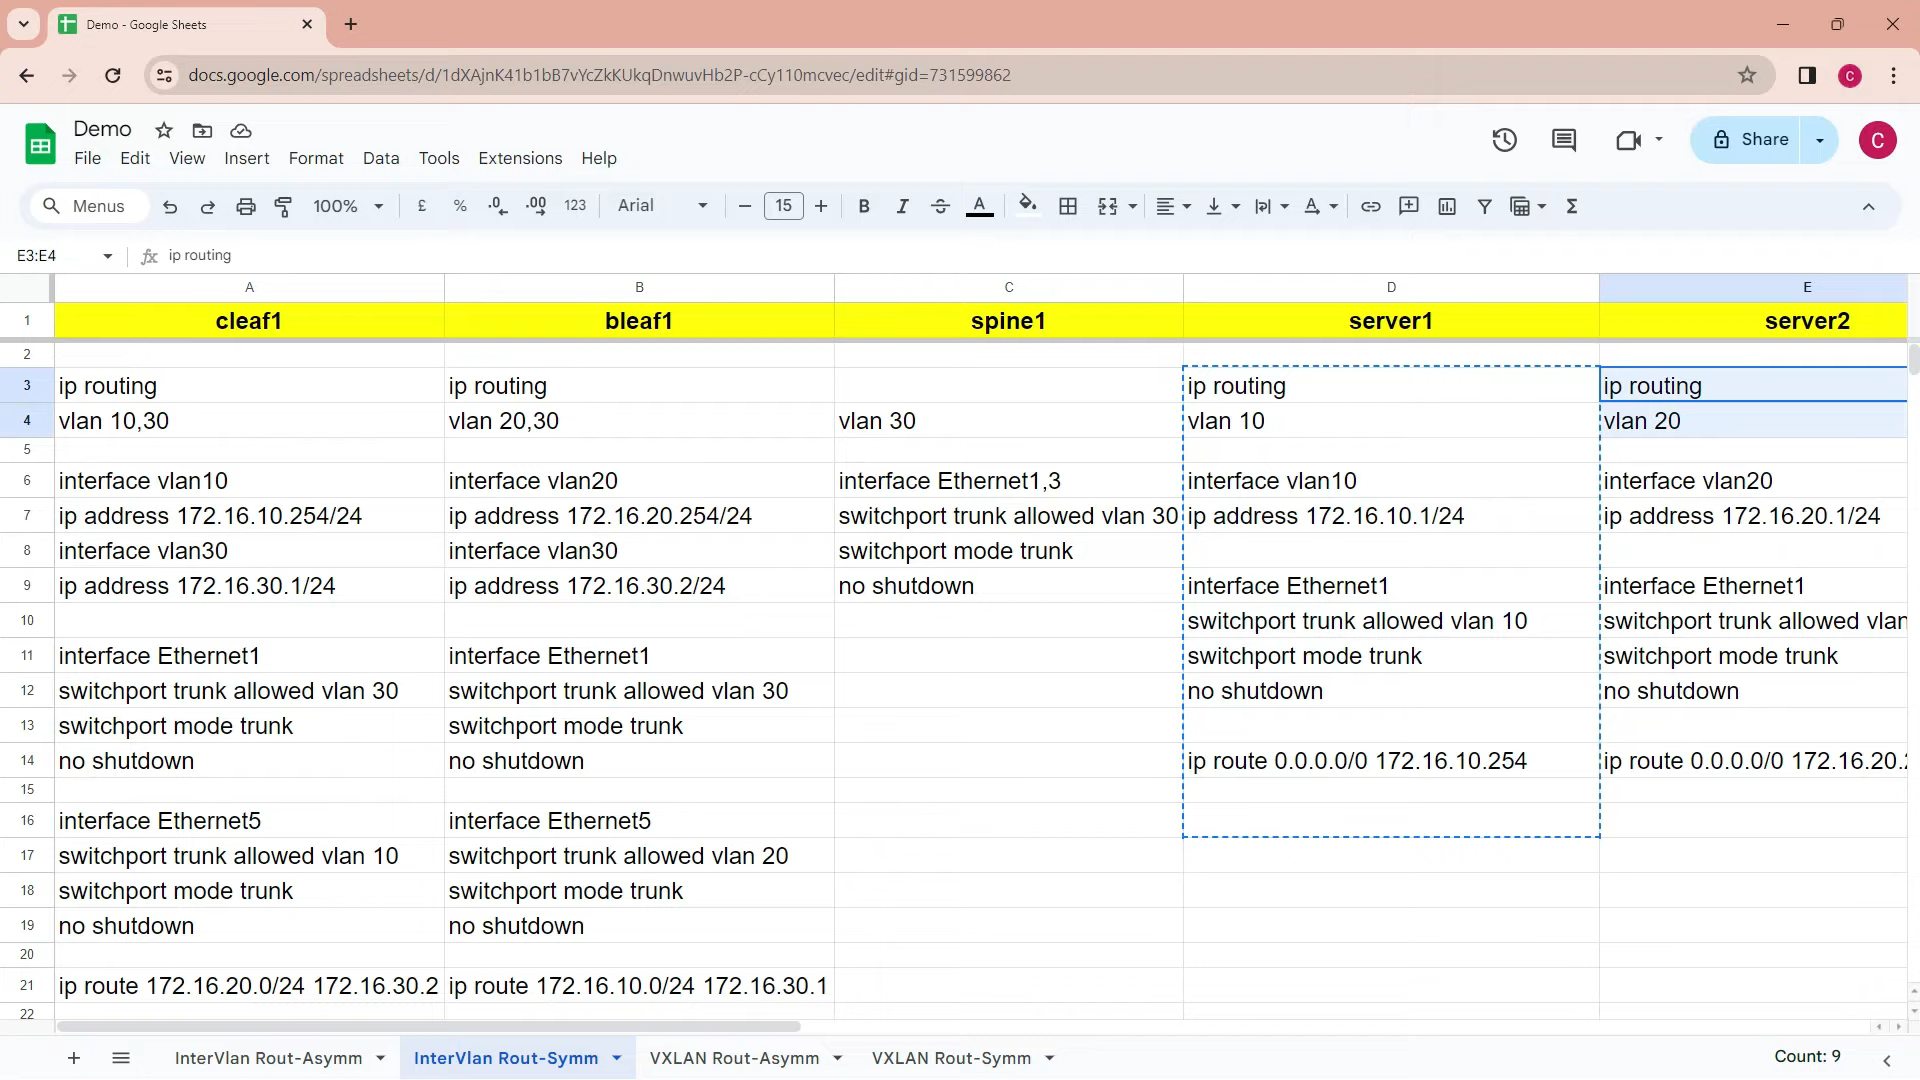 Demo - Google Sheets
docs.google.com/spreadsheets/d/1dXAjnK41b1bB7vYcZkKUkqDnwuvHb2P-cCy110mcvec/edit#gid=731599862
C
Demo
File Edit View Insert Format Data Tools Extensions Help
Share
C
Menus 100% £ % .0 .00 123 Arial 15 B I S A Σ
E3:E4 fx ip routing
A B C D E
1 cleaf1 bleaf1 spine1 server1 server2
2
3 ip routing ip routing ip routing ip routing
4 vlan 10,30 vlan 20,30 vlan 30 vlan 10 vlan 20
5
6 interface vlan10 interface vlan20 interface Ethernet1,3 interface vlan10 interface vlan20
7 ip address 172.16.10.254/24 ip address 172.16.20.254/24 switchport trunk allowed vlan 30 ip address 172.16.10.1/24 ip address 172.16.20.1/24
8 interface vlan30 interface vlan30 switchport mode trunk
9 ip address 172.16.30.1/24 ip address 172.16.30.2/24 no shutdown interface Ethernet1 interface Ethernet1
10 switchport trunk allowed vlan 10 switchport trunk allowed vlan
11 interface Ethernet1 interface Ethernet1 switchport mode trunk switchport mode trunk
12 switchport trunk allowed vlan 30 switchport trunk allowed vlan 30 no shutdown no shutdown
13 switchport mode trunk switchport mode trunk
14 no shutdown no shutdown ip route 0.0.0.0/0 172.16.10.254 ip route 0.0.0.0/0 172.16.20.2
15
16 interface Ethernet5 interface Ethernet5
17 switchport trunk allowed vlan 10 switchport trunk allowed vlan 20
18 switchport mode trunk switchport mode trunk
19 no shutdown no shutdown
20
21 ip route 172.16.20.0/24 172.16.30.2 ip route 172.16.10.0/24 172.16.30.1
22
InterVlan Rout-Asymm InterVlan Rout-Symm VXLAN Rout-Asymm VXLAN Rout-Symm Count: 9